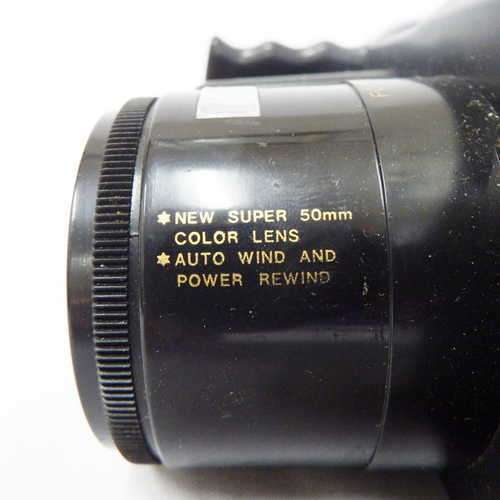 ✱NEW SUPER 50mm
COLOR LENS
✱AUTO WIND AND
POWER REWIND